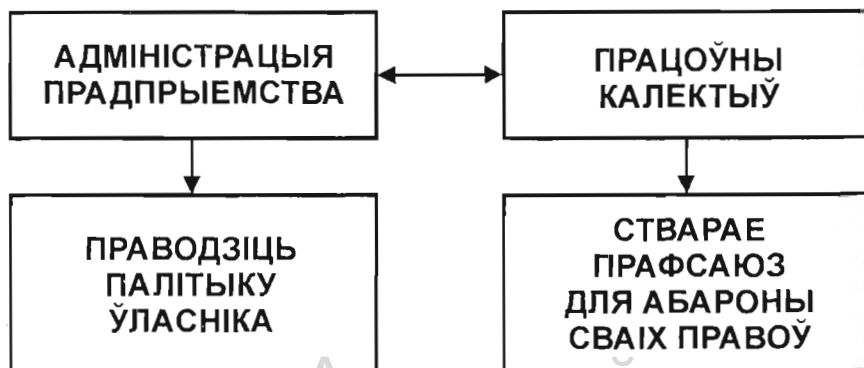 АДМІНІСТРАЦЫЯ
ПРАДПРЫЕМСТВА
ПРАЦОЎНЫ
КАЛЕКТЫЎ
ПРАВОДЗІЦЬ
ПАЛІТЫКУ
ЎЛАСНІКА
СТВАРАЕ
ПРАФСАЮЗ
ДЛЯ АБАРОНЫ
СВАІХ ПРАВОЎ